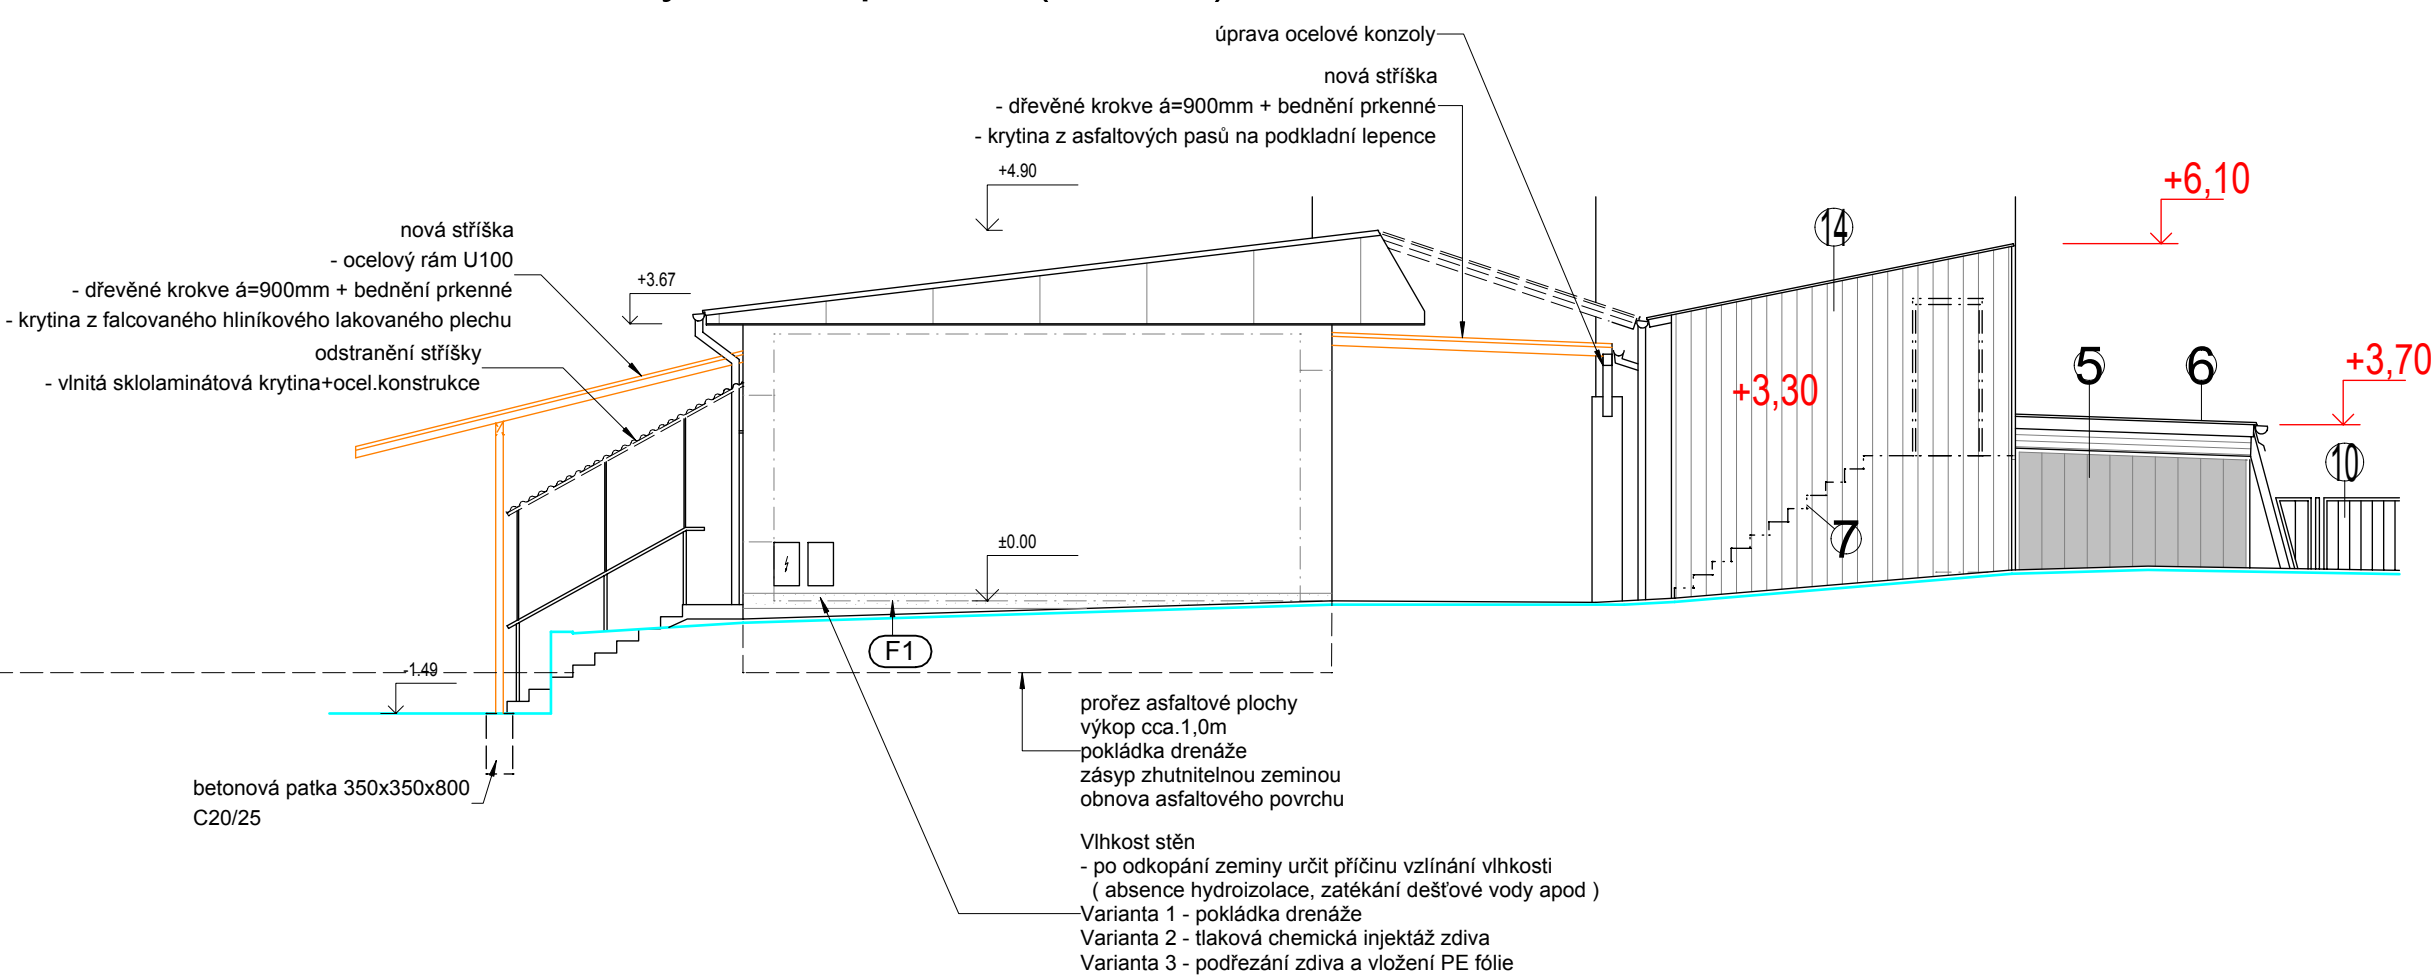 úprava ocelové konzoly
nová stříška
- dřevěné krokve á=900mm + bednění prkenné
- krytina z asfaltových pasů na podkladní lepence
+4.90
+6,10
14
nová stříška
- ocelový rám U100
- dřevěné krokve á=900mm + bednění prkenné
- krytina z falcovaného hliníkového lakovaného plechu
+3.67
odstranění stříšky
- vlnitá sklolaminátová krytina+ocel.konstrukce
+3,30
5
6
+3,70
10
7
±0.00
F1
-1.49
prořez asfaltové plochy
výkop cca.1,0m
pokládka drenáže
zásyp zhutnitelnou zeminou
obnova asfaltového povrchu
betonová patka 350x350x800
C20/25
Vlhkost stěn
- po odkopání zeminy určit příčinu vzlínání vlhkosti
( absence hydroizolace, zatékání dešťové vody apod )
Varianta 1 - pokládka drenáže
Varianta 2 - tlaková chemická injektáž zdiva
Varianta 3 - podřezání zdiva a vložení PE fólie